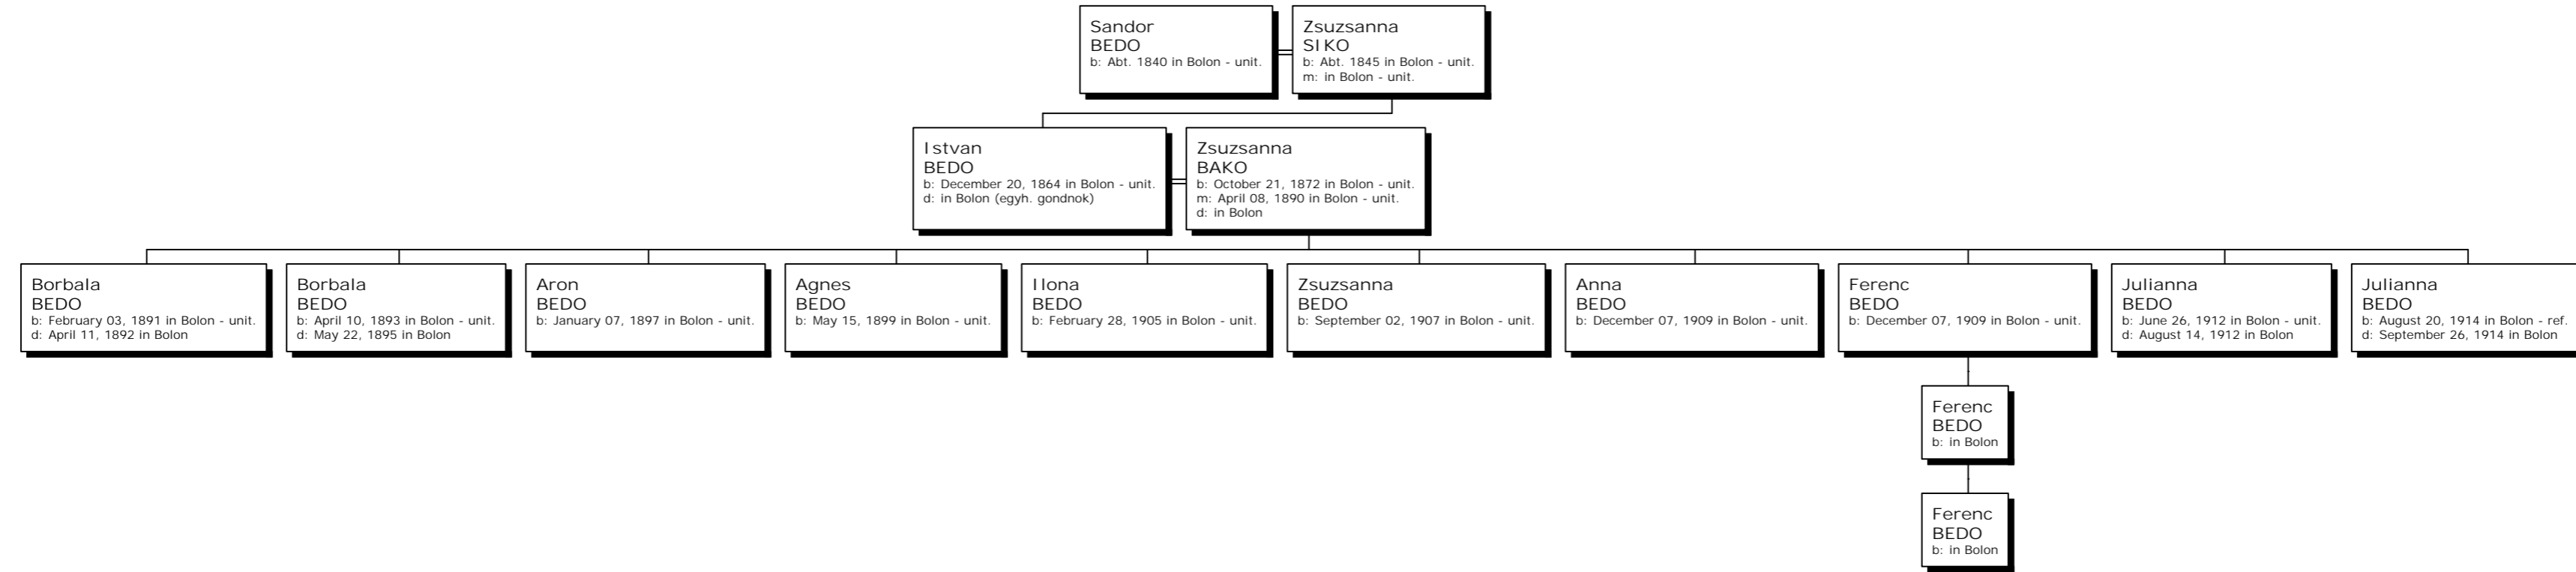 Sandor
BEDO
b: Abt. 1840 in Bolon - unit.
Zsuzsanna
SIKO
b: Abt. 1845 in Bolon - unit.
m: in Bolon - unit.
Istvan
BEDO
b: December 20, 1864 in Bolon - unit.
d: in Bolon (egyh. gondnok)
Zsuzsanna
BAKO
b: October 21, 1872 in Bolon - unit.
m: April 08, 1890 in Bolon - unit.
d: in Bolon
Borbala
BEDO
b: February 03, 1891 in Bolon - unit.
d: April 11, 1892 in Bolon
Borbala
BEDO
b: April 10, 1893 in Bolon - unit.
d: May 22, 1895 in Bolon
Aron
BEDO
b: January 07, 1897 in Bolon - unit.
Agnes
BEDO
b: May 15, 1899 in Bolon - unit.
Ilona
BEDO
b: February 28, 1905 in Bolon - unit.
Zsuzsanna
BEDO
b: September 02, 1907 in Bolon - unit.
Anna
BEDO
b: December 07, 1909 in Bolon - unit.
Ferenc
BEDO
b: December 07, 1909 in Bolon - unit.
Julianna
BEDO
b: June 26, 1912 in Bolon - unit.
d: August 14, 1912 in Bolon
Julianna
BEDO
b: August 20, 1914 in Bolon - ref.
d: September 26, 1914 in Bolon
Ferenc
BEDO
b: in Bolon
Ferenc
BEDO
b: in Bolon